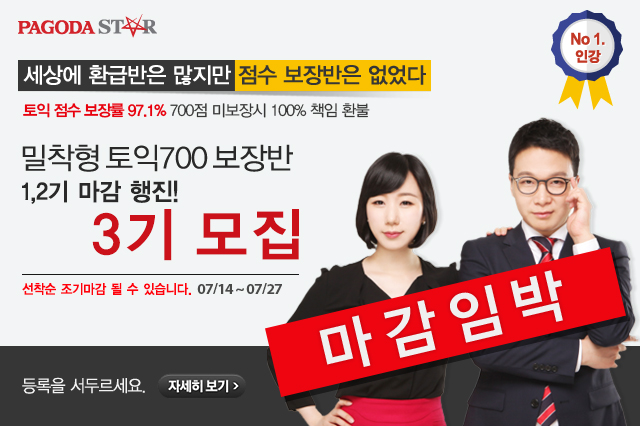 PAGODA STAR
No 1.
인강
세상에 환급반은 많지만 점수 보장반은 없었다
토익 점수 보장률 97.1% 700점 미보장시 100% 책임 환불
밀착형 토익700 보장반
1,2기 마감 행진!
3기 모집
선착순 조기마감 될 수 있습니다. 07/14 ~ 07/27
마감임박
등록을 서두르세요. 자세히 보기 >